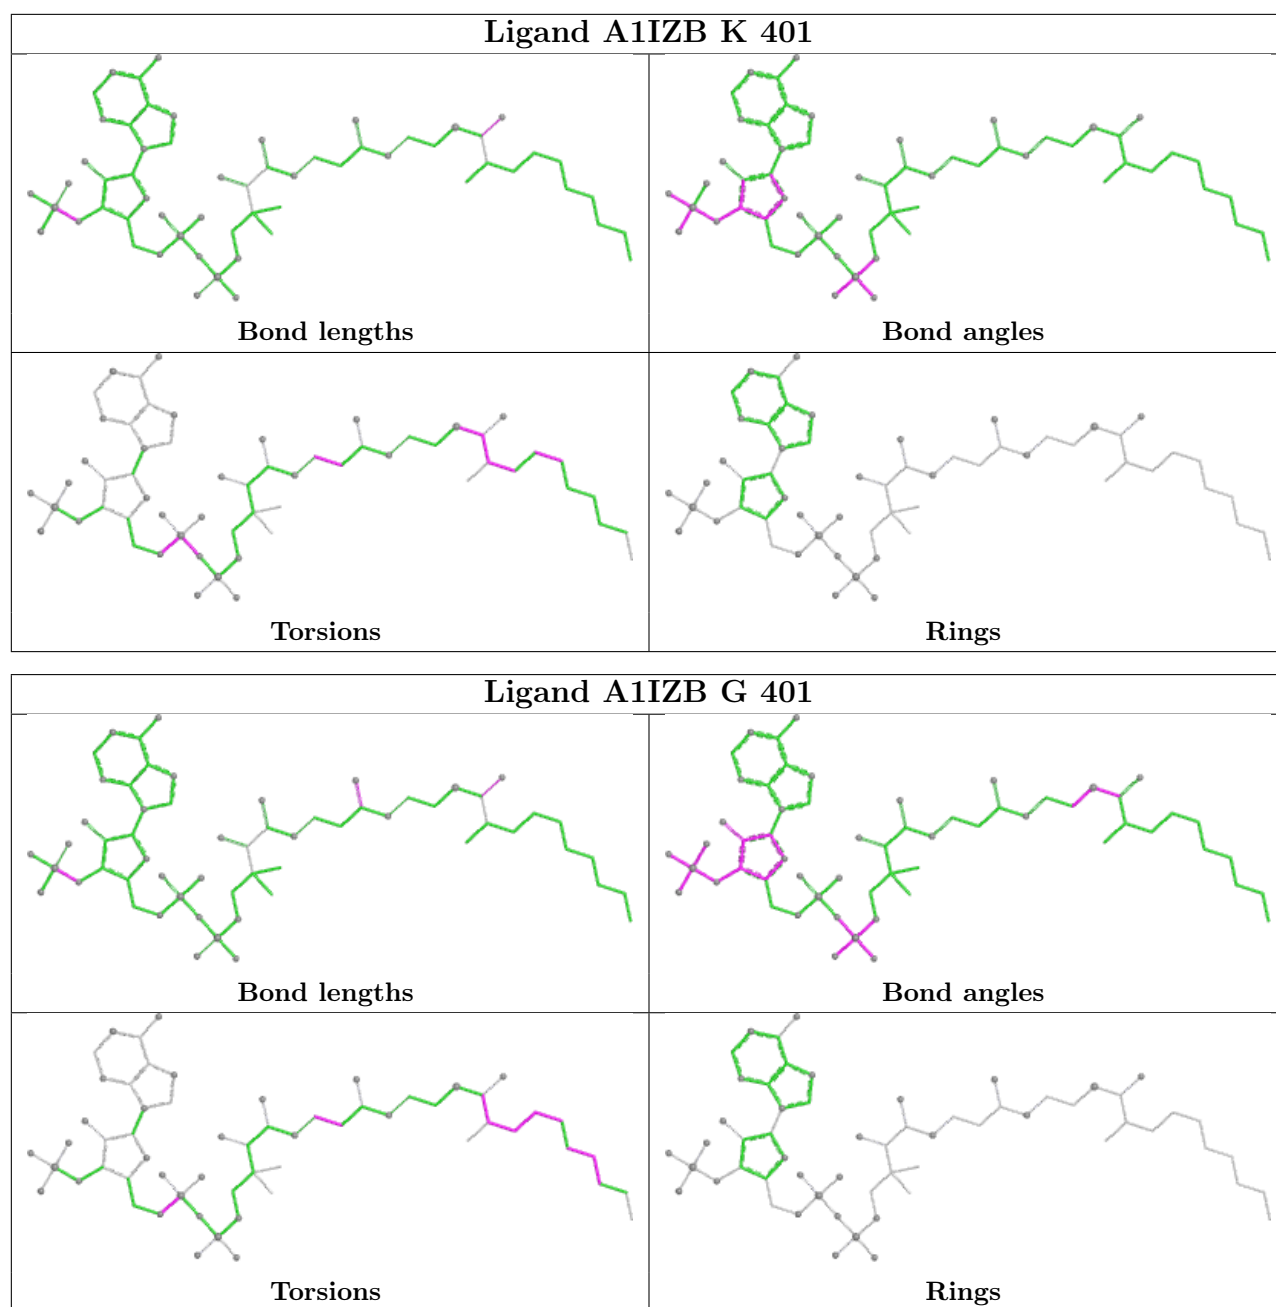 Ligand A1IZB K 401
Bond lengths
Bond angles
Torsions
Rings
Ligand A1IZB G 401
Bond lengths
Bond angles
Torsions
Rings